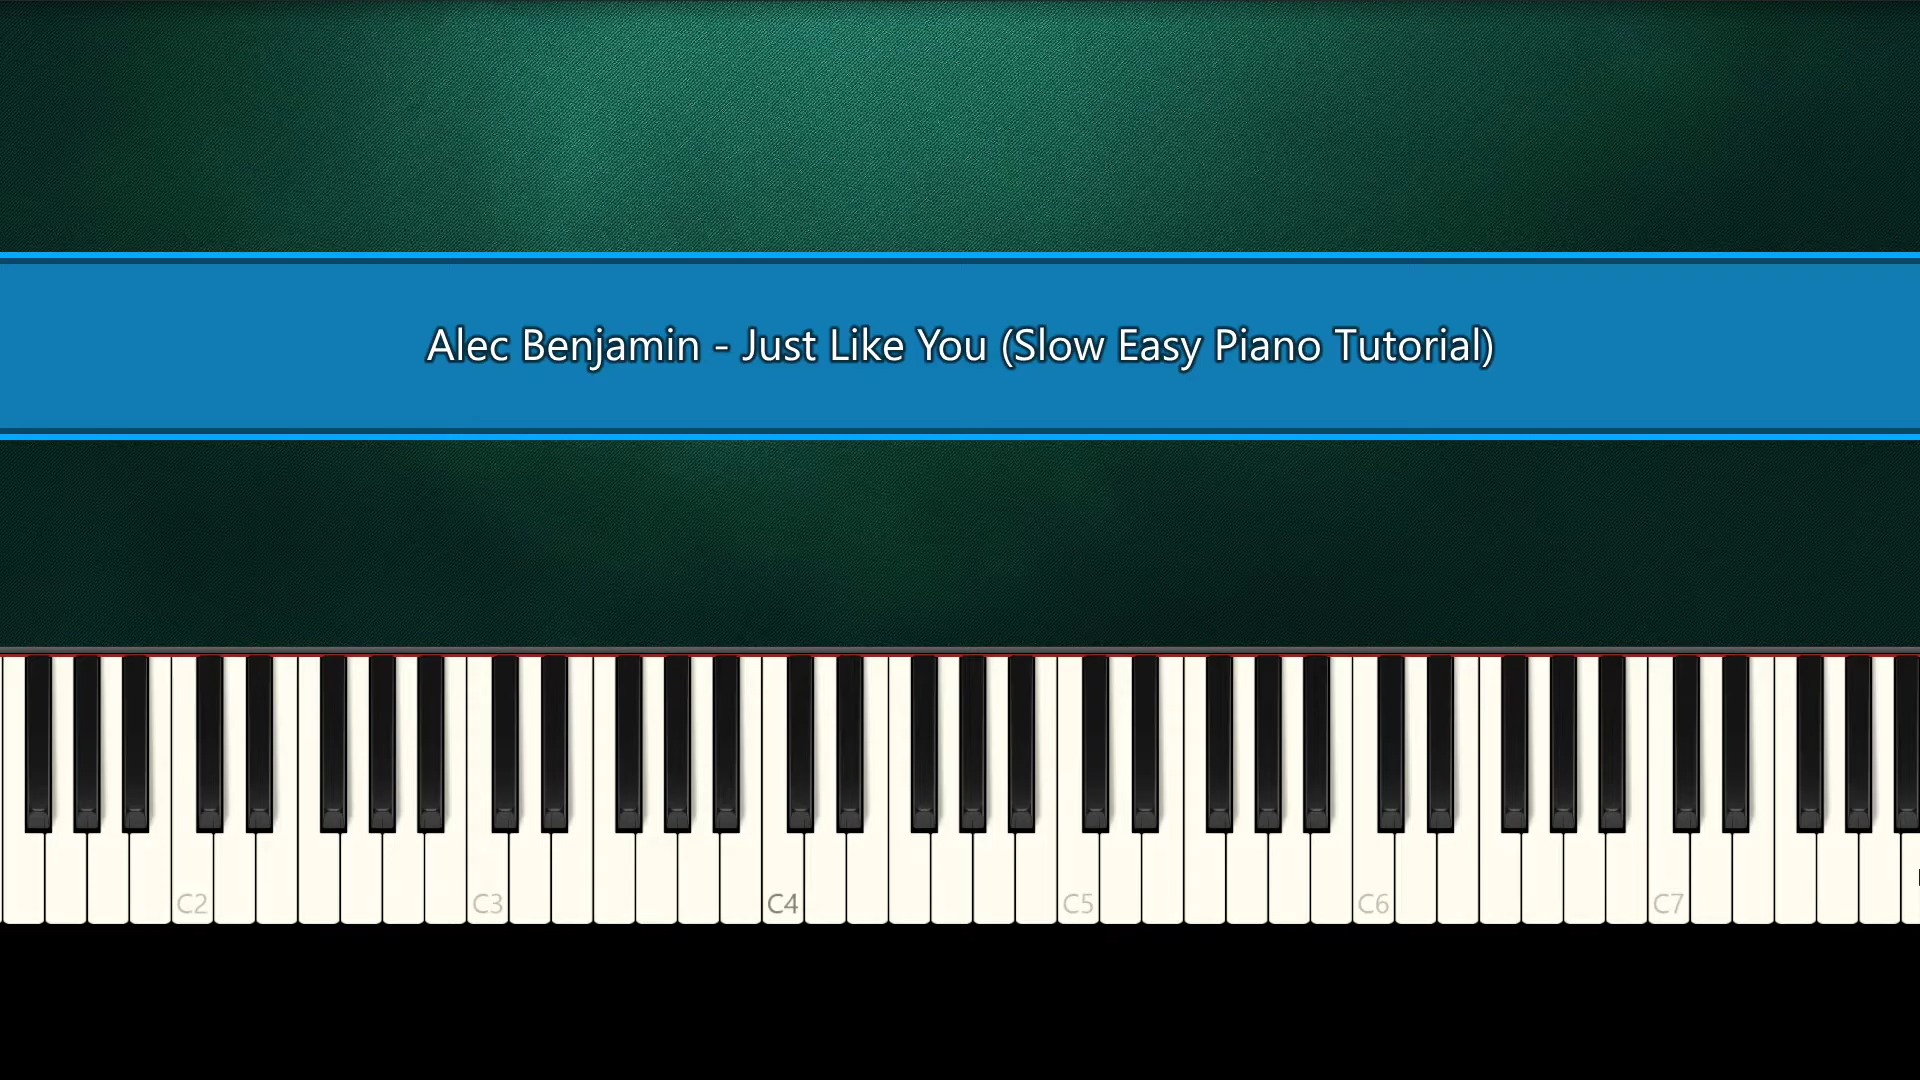 Alec Benjamin - Just Like You (Slow Easy Piano Tutorial)
C2 C3 C4 C5 C6 C7